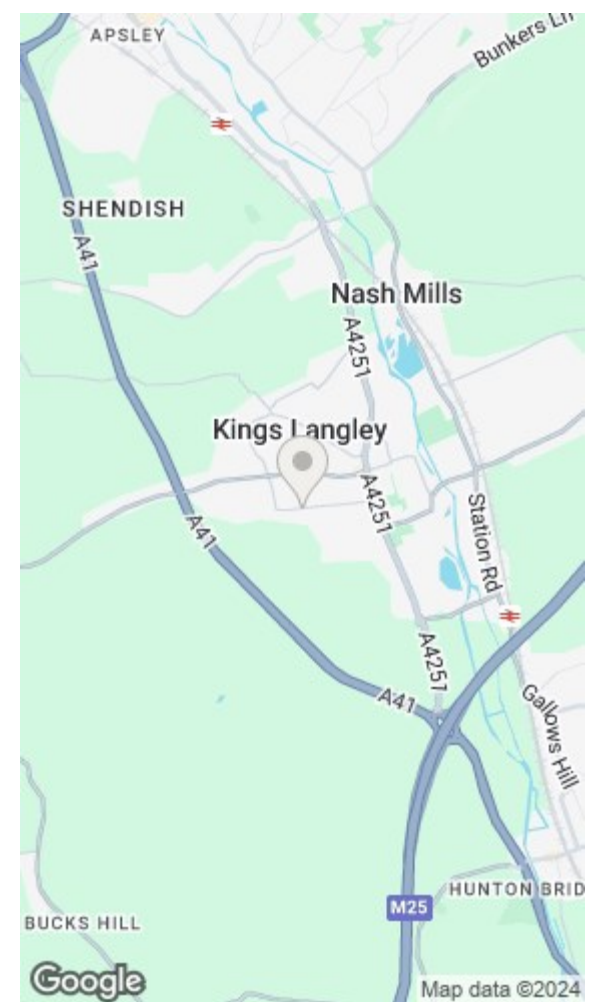 APSLEY
Bunkers Ln
SHENDISH
A41
Nash Mills
A4251
Kings Langley
A4251
A41
Station Rd
A4251
A41
Gallows Hill
HUNTON BRID
M25
BUCKS HILL
Google
Map data ©2024